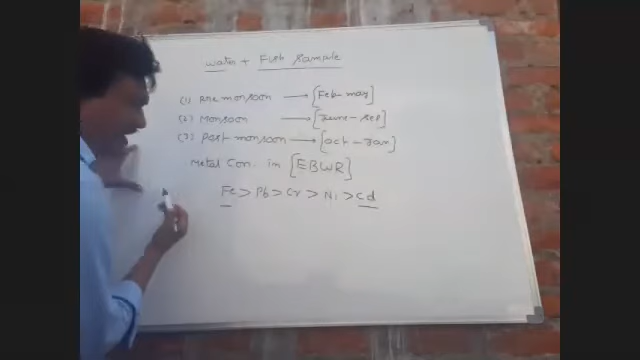 water + Fish sample
(1) Pre monsoon → [Feb-may]
(2) Monsoon → [June-sep]
(3) Post monsoon → [oct-Jan]
Metal Con. in [EBWR]
Fe > Pb > Cr > Ni > Cd